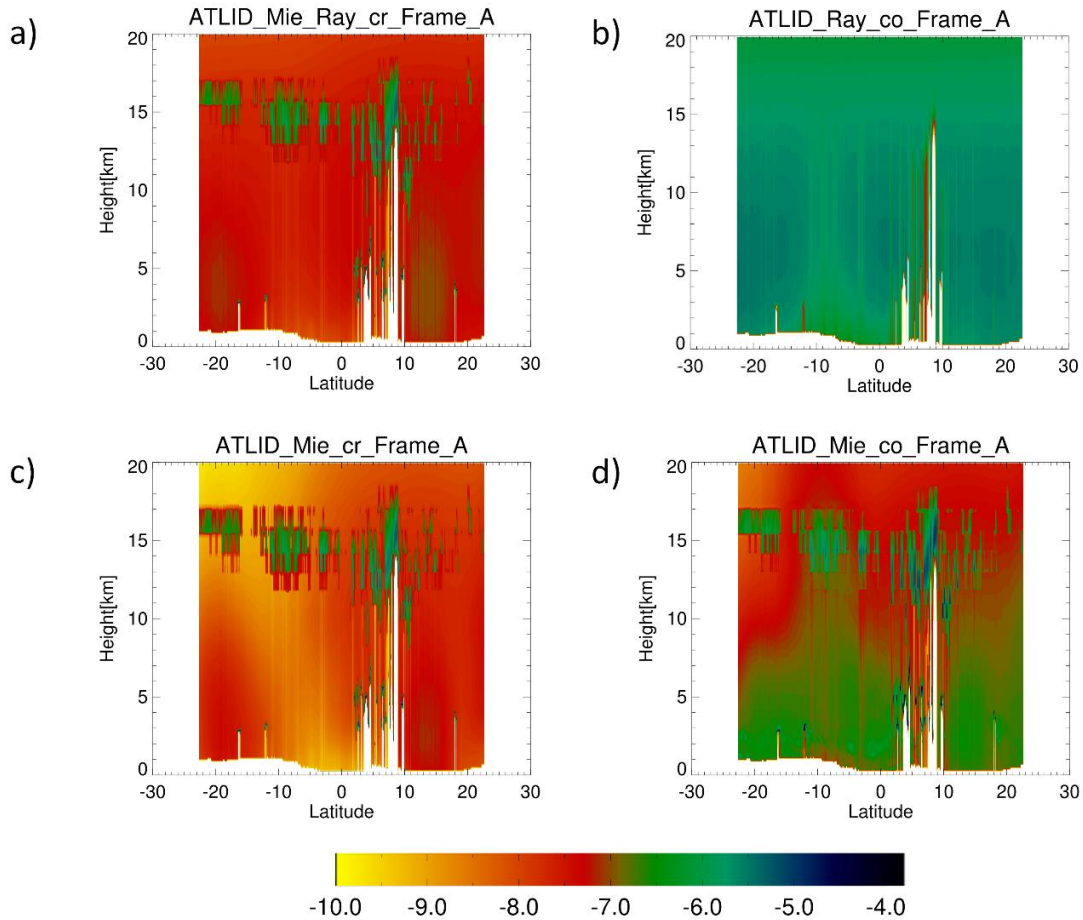 a)
ATLID_Mie_Ray_cr_Frame_A
20
15
10
5
0
Height[km]
-30 -20 -10 0 10 20 30
Latitude
b)
ATLID_Ray_co_Frame_A
20
15
10
5
0
Height[km]
-30 -20 -10 0 10 20 30
Latitude
c)
ATLID_Mie_cr_Frame_A
20
15
10
5
0
Height[km]
-30 -20 -10 0 10 20 30
Latitude
d)
ATLID_Mie_co_Frame_A
20
15
10
5
0
Height[km]
-30 -20 -10 0 10 20 30
Latitude
-10.0 -9.0 -8.0 -7.0 -6.0 -5.0 -4.0